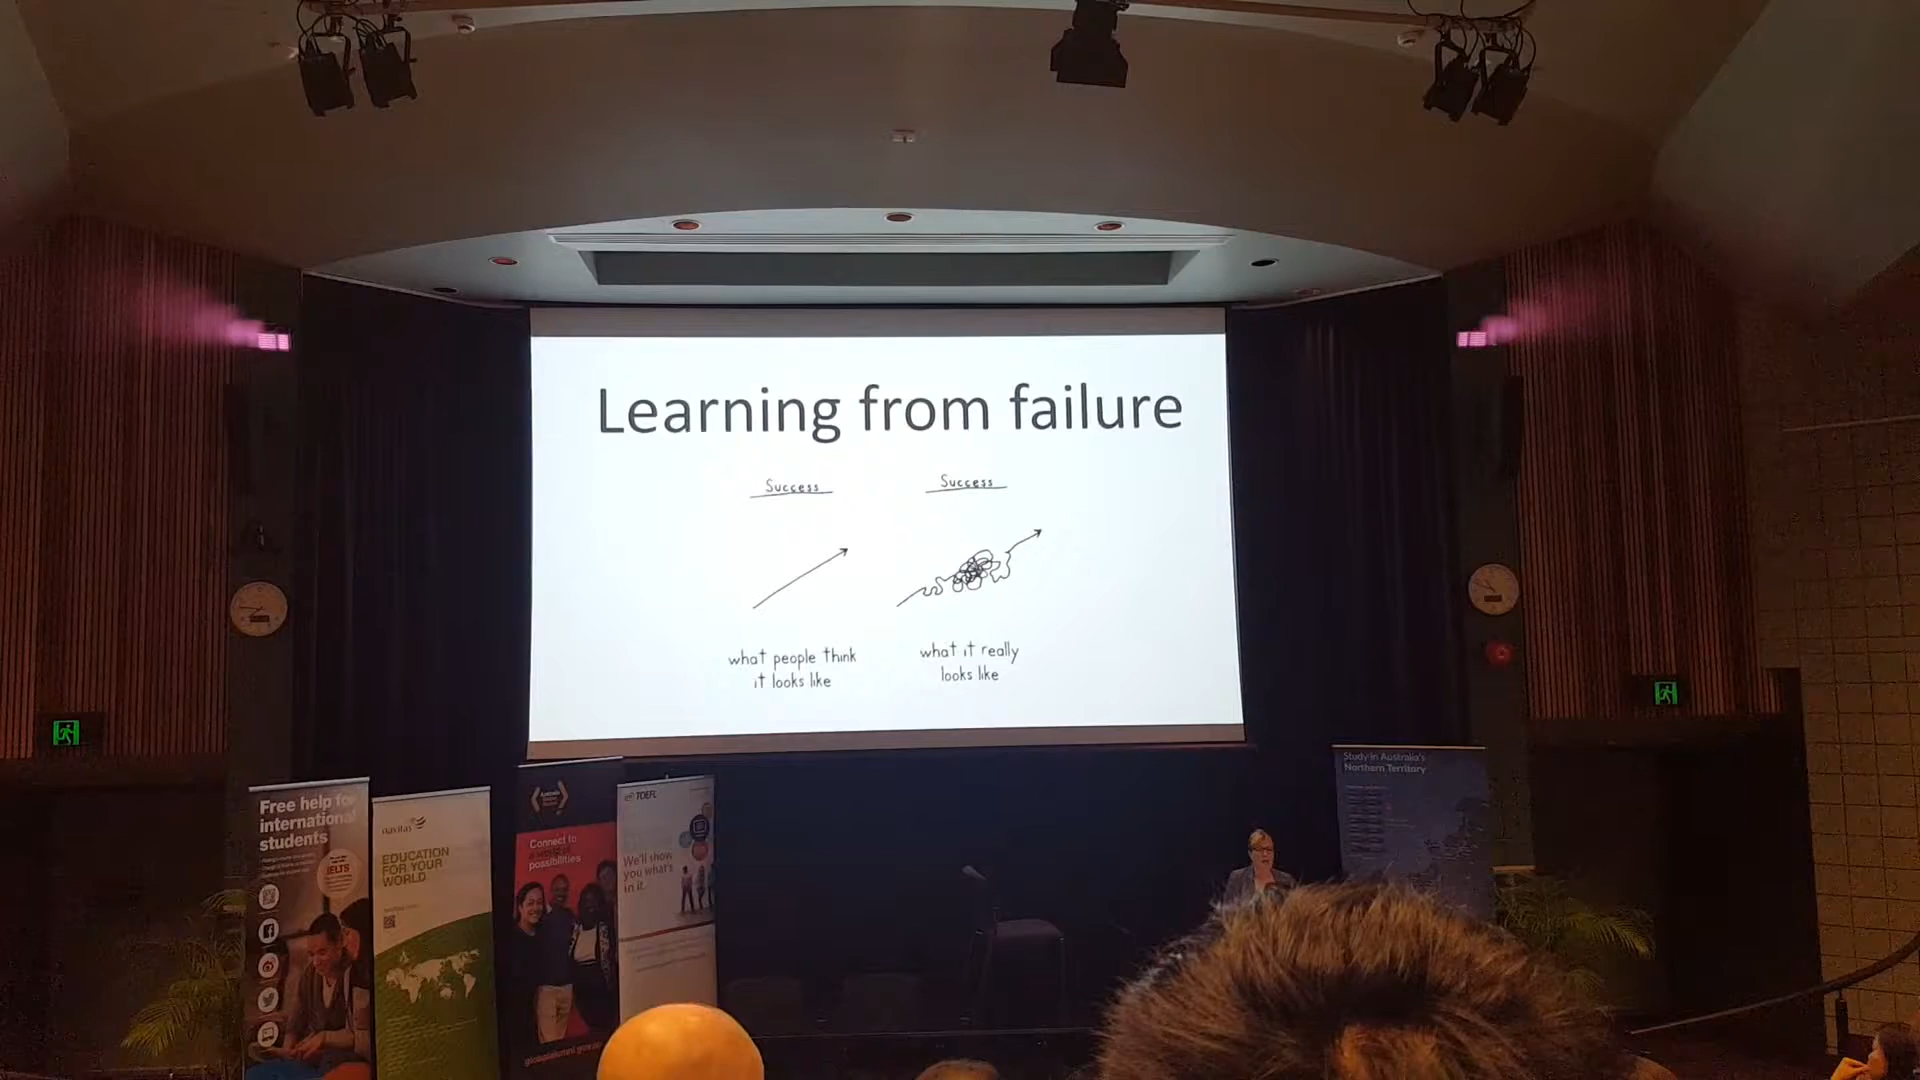 Learning from failure
Success
Success
what people think
it looks like
what it really
looks like
Free help for
international
students
IELTS
navitas
EDUCATION
FOR YOUR
WORLD
Connect to
possibilities
TOEFL
We'll show
you what's
in it.
Study in Australia's
Northern Territory